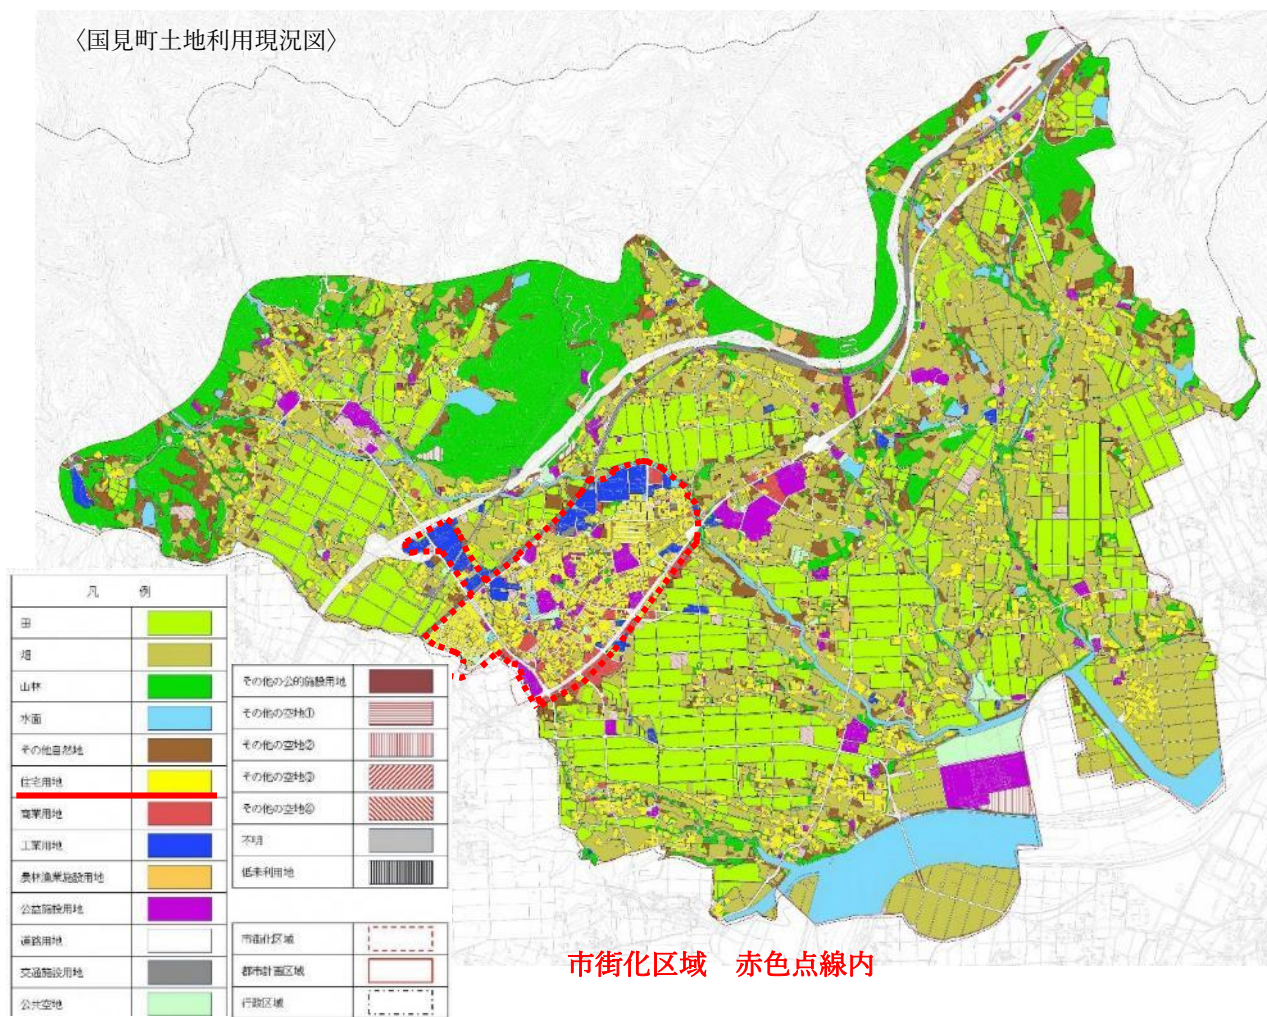 〈国見町土地利用現況図〉
凡 例
田
畑
山林
水面
その他自然地
住宅用地
商業用地
工業用地
農林漁業施設用地
公益施設用地
道路用地
交通施設用地
公共空地
その他の公的施設用地
その他の空地①
その他の空地②
その他の空地③
その他の空地④
不明
低未利用地
市街化区域
都市計画区域
行政区域
市街化区域 赤色点線内